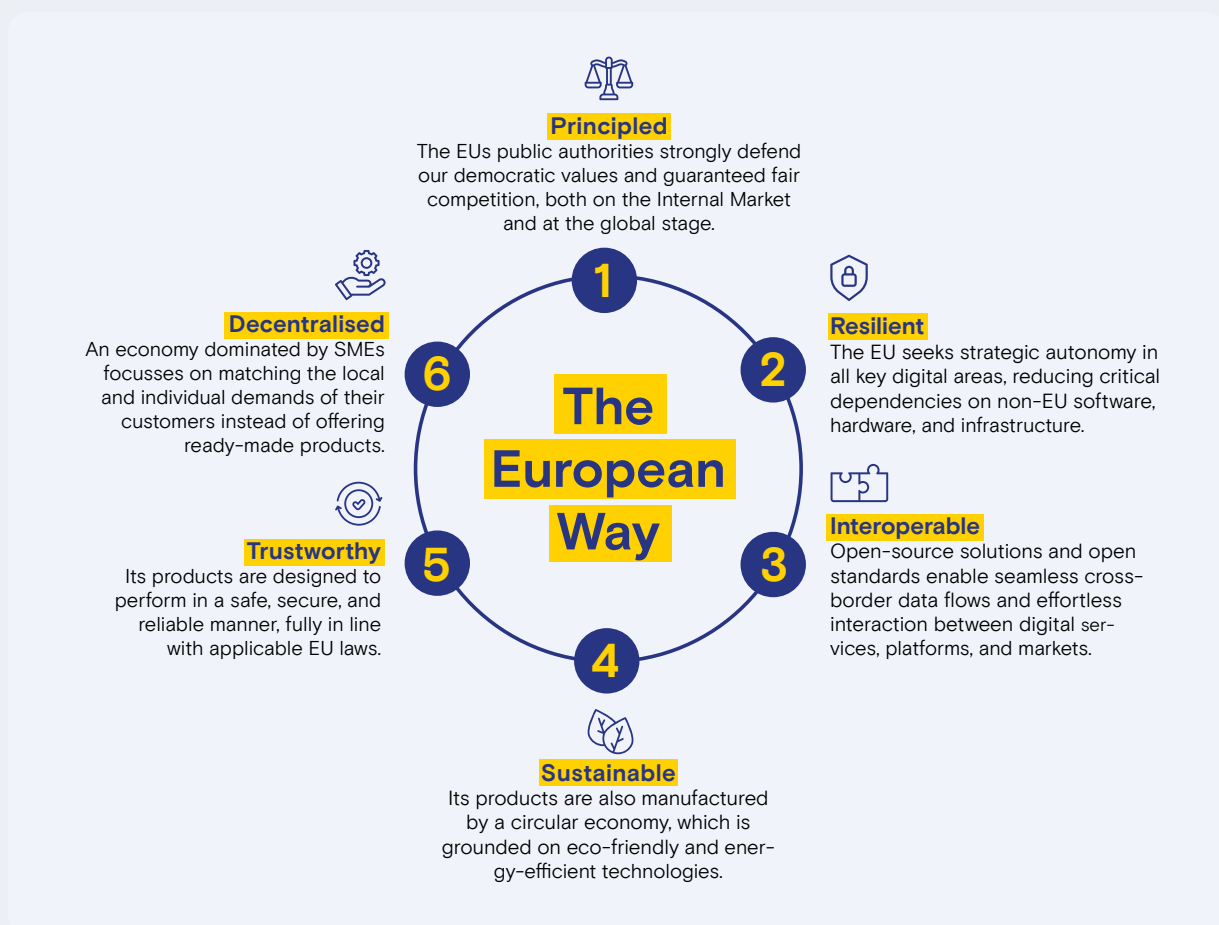 Principled
The EUs public authorities strongly defend
our democratic values and guaranteed fair
competition, both on the Internal Market
and at the global stage.
1
Resilient
The EU seeks strategic autonomy in
all key digital areas, reducing critical
dependencies on non-EU software,
hardware, and infrastructure.
2
Interoperable
Open-source solutions and open
standards enable seamless cross-
border data flows and effortless
interaction between digital ser-
vices, platforms, and markets.
3
Sustainable
Its products are also manufactured
by a circular economy, which is
grounded on eco-friendly and ener-
gy-efficient technologies.
4
Trustworthy
Its products are designed to
perform in a safe, secure, and
reliable manner, fully in line
with applicable EU laws.
5
Decentralised
An economy dominated by SMEs
focusses on matching the local
and individual demands of their
customers instead of offering
ready-made products.
6
The
European
Way